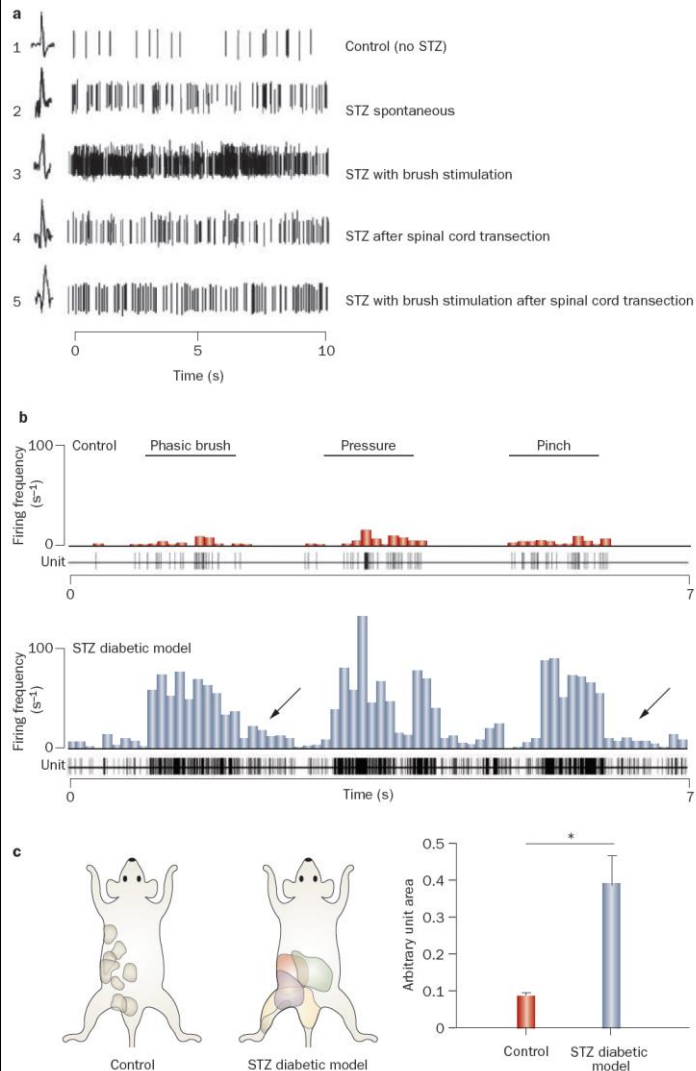 a
1 Control (no STZ)
2 STZ spontaneous
3 STZ with brush stimulation
4 STZ after spinal cord transection
5 STZ with brush stimulation after spinal cord transection
0 5 10
Time (s)
b
100 Control Phasic brush Pressure Pinch
Firing frequency
(s⁻¹)
0
Unit
0 7
100 STZ diabetic model
Firing frequency
(s⁻¹)
0
Unit
0 Time (s) 7
c
Control
STZ diabetic model
0.5
*
0.4
0.3
0.2
0.1
0
Arbitrary unit area
Control STZ diabetic
model